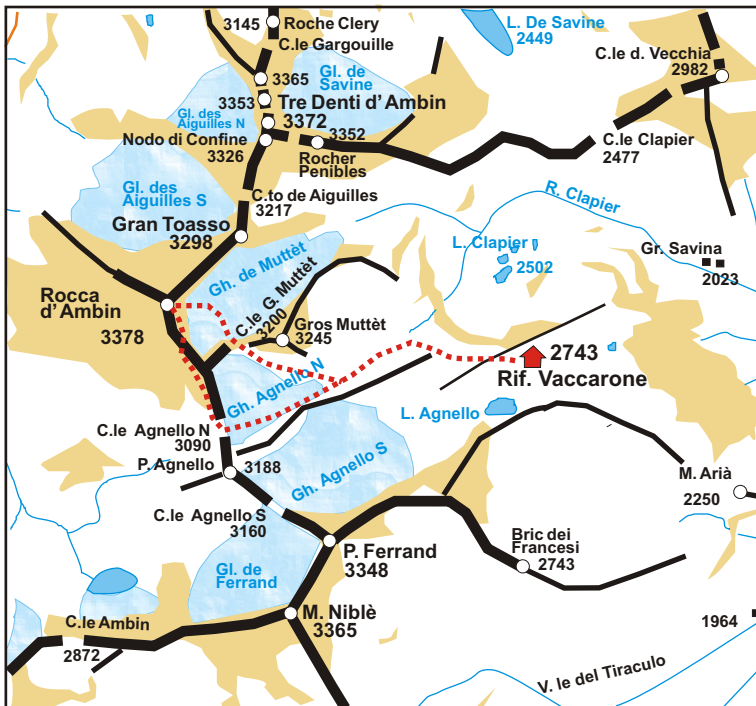 3145
Roche Clery
C.le Gargouille
L. De Savine
2449
C.le d. Vecchia
2982
3365
Gl. de
Savine
3353
Tre Denti d' Ambin
3372
Gl. des
Aiguilles N
Nodo di Confine
3326
3352
Rocher
Penibles
C.le Clapier
2477
Gl. des
Aiguilles S
C.to de Aiguilles
3217
R. Clapier
Gran Toasso
3298
L. Clapier
2502
Gr. Savina
2023
Gh. de Muttèt
Rocca
d' Ambin
3378
C.le G. Muttèt
3200
Gros Muttèt
3245
2743
Rif. Vaccarone
Gh. Agnello N
L. Agnello
C.le Agnello N
3090
P. Agnello
3188
Gh. Agnello S
M. Arià
2250
C.le Agnello S
3160
Bric dei
Francesi
2743
P. Ferrand
3348
Gl. de
Ferrand
M. Niblè
3365
C.le Ambin
2872
1964
V. le del Tiraculo